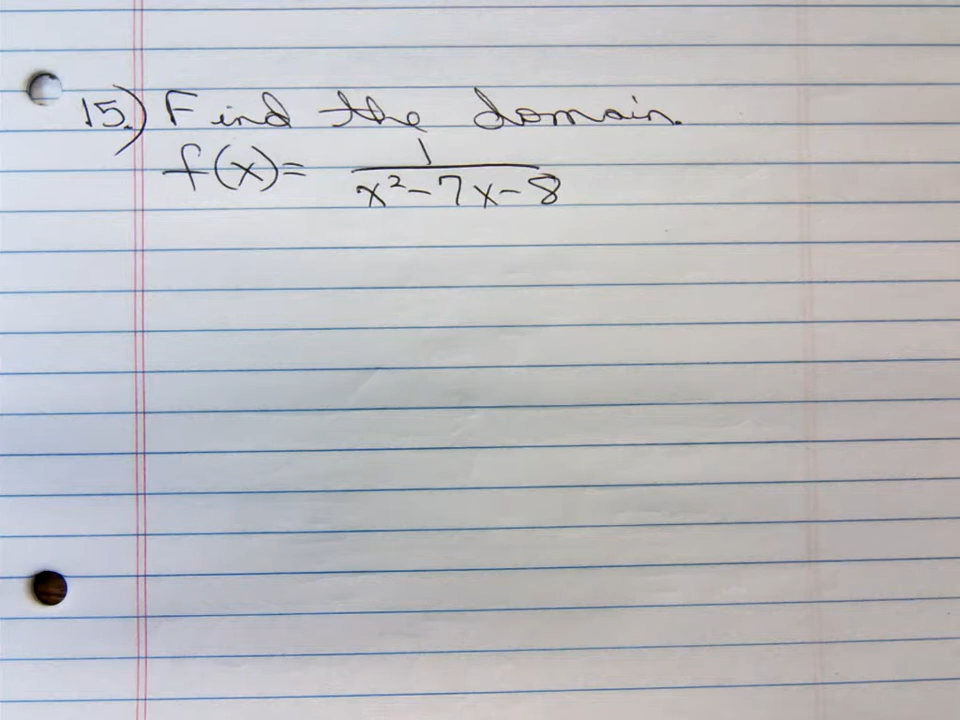 15.) Find the domain.
f(x) = 1/(x²-7x-8)